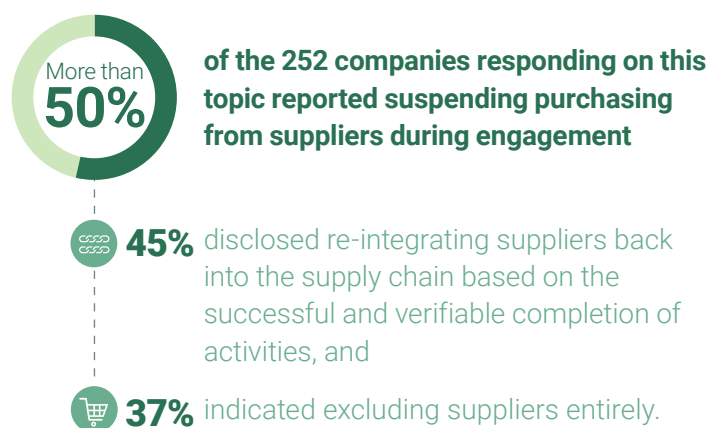 More than
50%
of the 252 companies responding on this
topic reported suspending purchasing
from suppliers during engagement
45% disclosed re-integrating suppliers back
into the supply chain based on the
successful and verifiable completion of
activities, and
37% indicated excluding suppliers entirely.